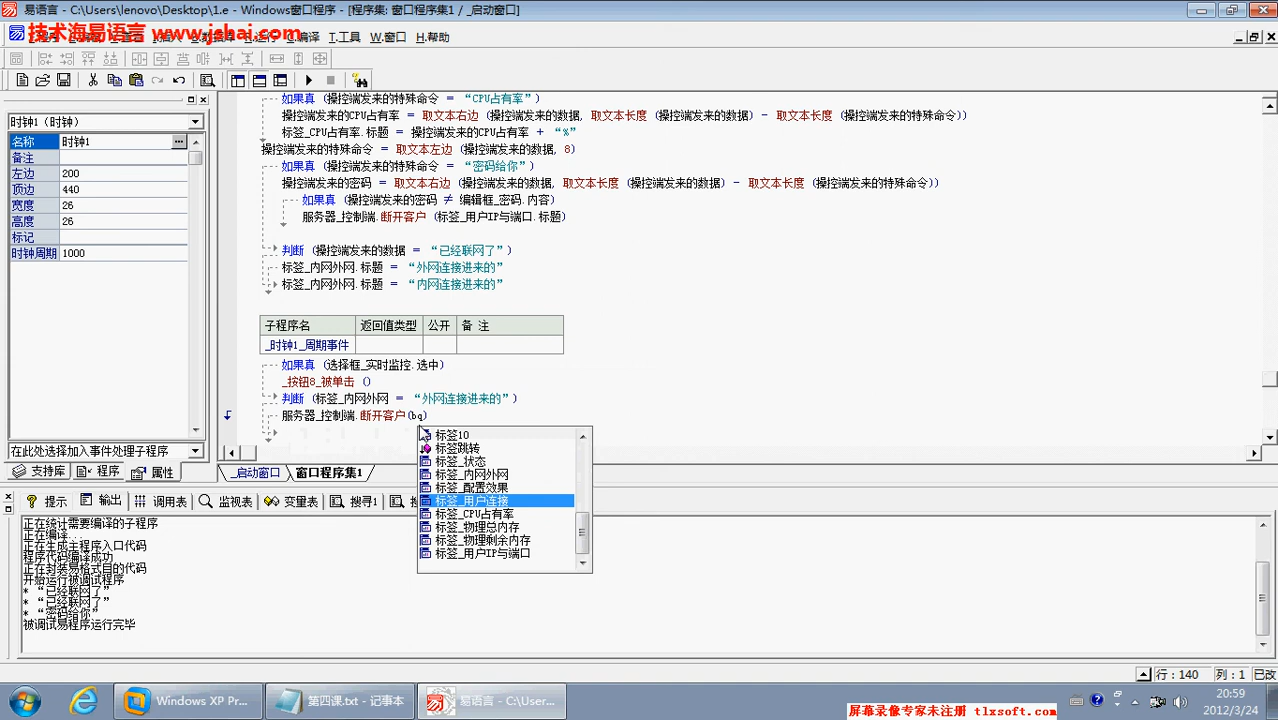 易语言 - C:\Users\lenovo\Desktop\1.e - Windows窗口程序 - [程序集: 窗口程序集1 / _启动窗口]
技术海易语言 www.jshai.com
C.编译 T.工具 W.窗口 H.帮助
时钟1（时钟）
名称 时钟1
备注
左边 200
顶边 440
宽度 26
高度 26
标记
时钟周期 1000
在此处选择加入事件处理子程序
支持库 程序 属性
如果真 (操控端发来的特殊命令 = “CPU占有率”)
操控端发来的CPU占有率 = 取文本右边 (操控端发来的数据, 取文本长度 (操控端发来的数据) - 取文本长度 (操控端发来的特殊命令))
标签_CPU占有率.标题 = 操控端发来的CPU占有率 + “%”
操控端发来的特殊命令 = 取文本左边 (操控端发来的数据, 8)
如果真 (操控端发来的特殊命令 = “密码给你”)
操控端发来的密码 = 取文本右边 (操控端发来的数据, 取文本长度 (操控端发来的数据) - 取文本长度 (操控端发来的特殊命令))
如果真 (操控端发来的密码 ≠ 编辑框_密码.内容)
服务器_控制端.断开客户 (标签_用户IP与端口.标题)
判断 (操控端发来的数据 = “已经联网了”)
标签_内网外网.标题 = “外网连接进来的”
标签_内网外网.标题 = “内网连接进来的”
子程序名 返回值类型 公开 备 注
_时钟1_周期事件
如果真 (选择框_实时监控.选中)
_按钮8_被单击 ()
判断 (标签_内网外网 = “外网连接进来的”)
服务器_控制端.断开客户(bq)
标签10
标签跳转
标签_状态
标签_内网外网
标签_配置效果
标签_用户连接
标签_CPU占有率
标签_物理总内存
标签_物理剩余内存
标签_用户IP与端口
_启动窗口 窗口程序集1
提示 输出 调用表 监视表 变量表 搜寻1
正在统计需要编译的子程序
正在编译...
正在生成主程序入口代码
程序代码编译成功
正在封装易格式目的代码
开始运行被调试程序
* “已经联网了”
* “已经联网了”
* “密码给你”
被调试易程序运行完毕
行: 140 列: 1 已改
Windows XP Pr... 第四课.txt - 记事本 易语言 - C:\User...
20:59
2012/3/24
屏幕录像专家未注册 tlxsoft.com